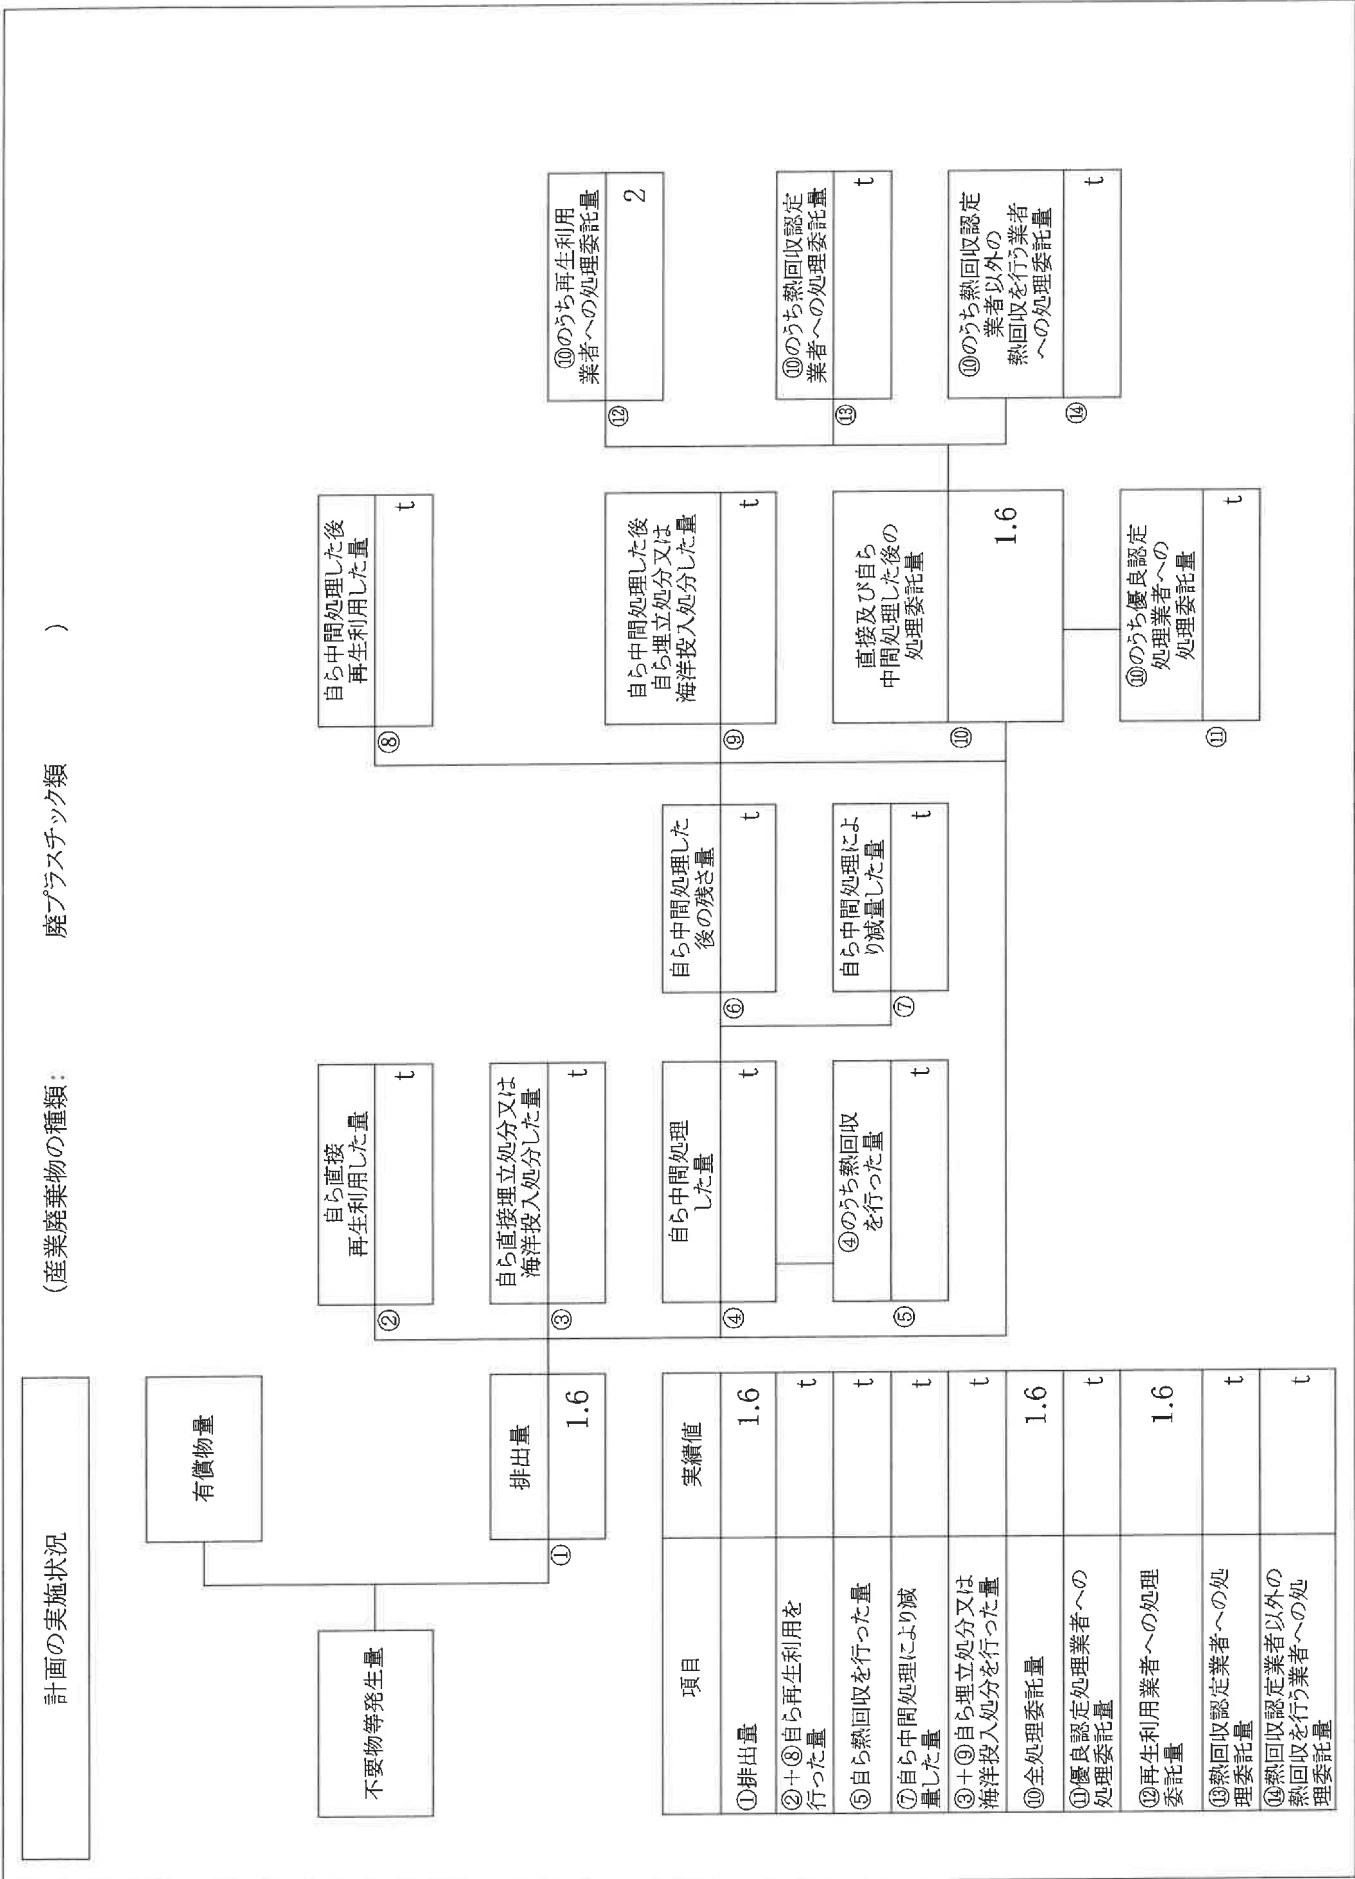 計画の実施状況
(産業廃棄物の種類:
廃プラスチック類
)
有償物量
不要物等発生量
①
排出量
1.6
②
自ら直接
再生利用した量
t
③
自ら直接埋立処分又は
海洋投入処分した量
t
④
自ら中間処理
した量
t
⑤
④のうち熱回収
を行った量
t
⑥
自ら中間処理した
後の残さ量
t
⑦
自ら中間処理によ
り減量した量
t
⑧
自ら中間処理した後
再生利用した量
t
⑨
自ら中間処理した後
自ら埋立処分又は
海洋投入処分した量
t
⑩
直接及び自ら
中間処理した後の
処理委託量
1.6
⑪
⑩のうち優良認定
処理業者への
処理委託量
t
⑫
⑩のうち再生利用
業者への処理委託量
2
⑬
⑩のうち熱回収認定
業者への処理委託量
t
⑭
⑩のうち熱回収認定
業者以外の
熱回収を行う業者
への処理委託量
t
項目
実績値
①排出量
1.6
②+⑧自ら再生利用を
行った量
t
⑤自ら熱回収を行った量
t
⑦自ら中間処理により減
量した量
t
③+⑨自ら埋立処分又は
海洋投入処分を行った量
t
⑩全処理委託量
1.6
⑪優良認定処理業者への
処理委託量
t
⑫再生利用業者への処理
委託量
1.6
⑬熱回収認定業者への処
理委託量
t
⑭熱回収認定業者以外の
熱回収を行う業者への処
理委託量
t